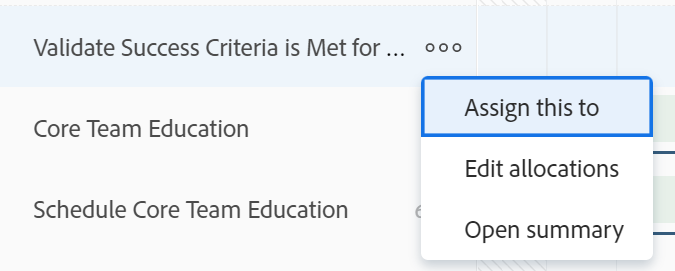 Validate Success Criteria is Met for ...
Assign this to
Core Team Education
Edit allocations
Schedule Core Team Education
Open summary